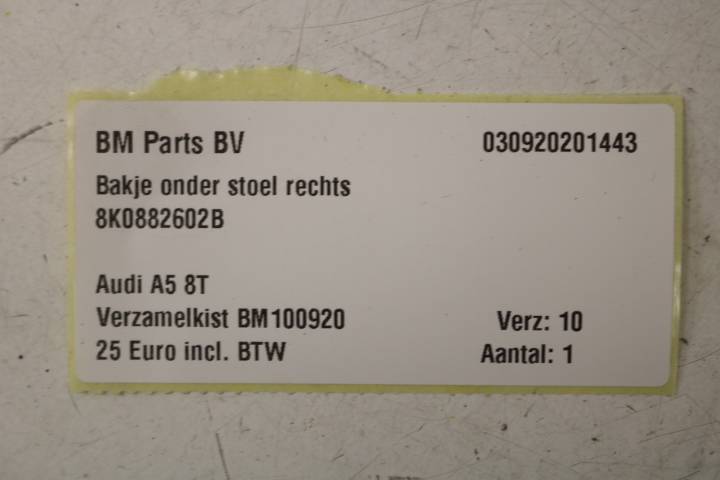 BM Parts BV 030920201443
Bakje onder stoel rechts
8K0882602B
Audi A5 8T
Verzamelkist BM100920 Verz: 10
25 Euro incl. BTW Aantal: 1